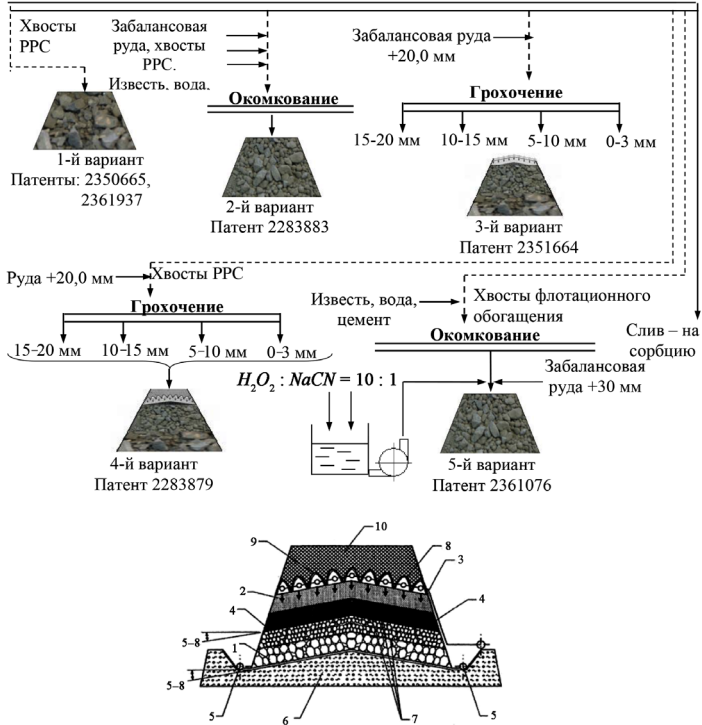 Хвосты
РРС
Забалансовая
руда, хвосты
РРС.
Известь, вода.
Забалансовая руда
+20,0 мм
Окомкование
Грохочение
15-20 мм 10-15 мм 5-10 мм 0-3 мм
1-й вариант
Патенты: 2350665,
2361937
2-й вариант
Патент 2283883
3-й вариант
Патент 2351664
Руда +20,0 мм
Хвосты РРС
Грохочение
15-20 мм 10-15 мм 5-10 мм 0-3 мм
4-й вариант
Патент 2283879
Известь, вода,
цемент
Хвосты флотационного
обогащения
Окомкование
Слив – на
сорбцию
H2O2 : NaCN = 10 : 1
Забалансовая
руда +30 мм
5-й вариант
Патент 2361076
10
9
8
3
2
4
4
5–8
1
5–8
5
6
7
5